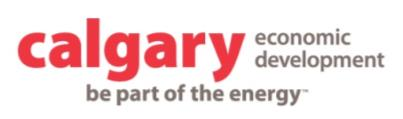 calgary economic
development
be part of the energy™